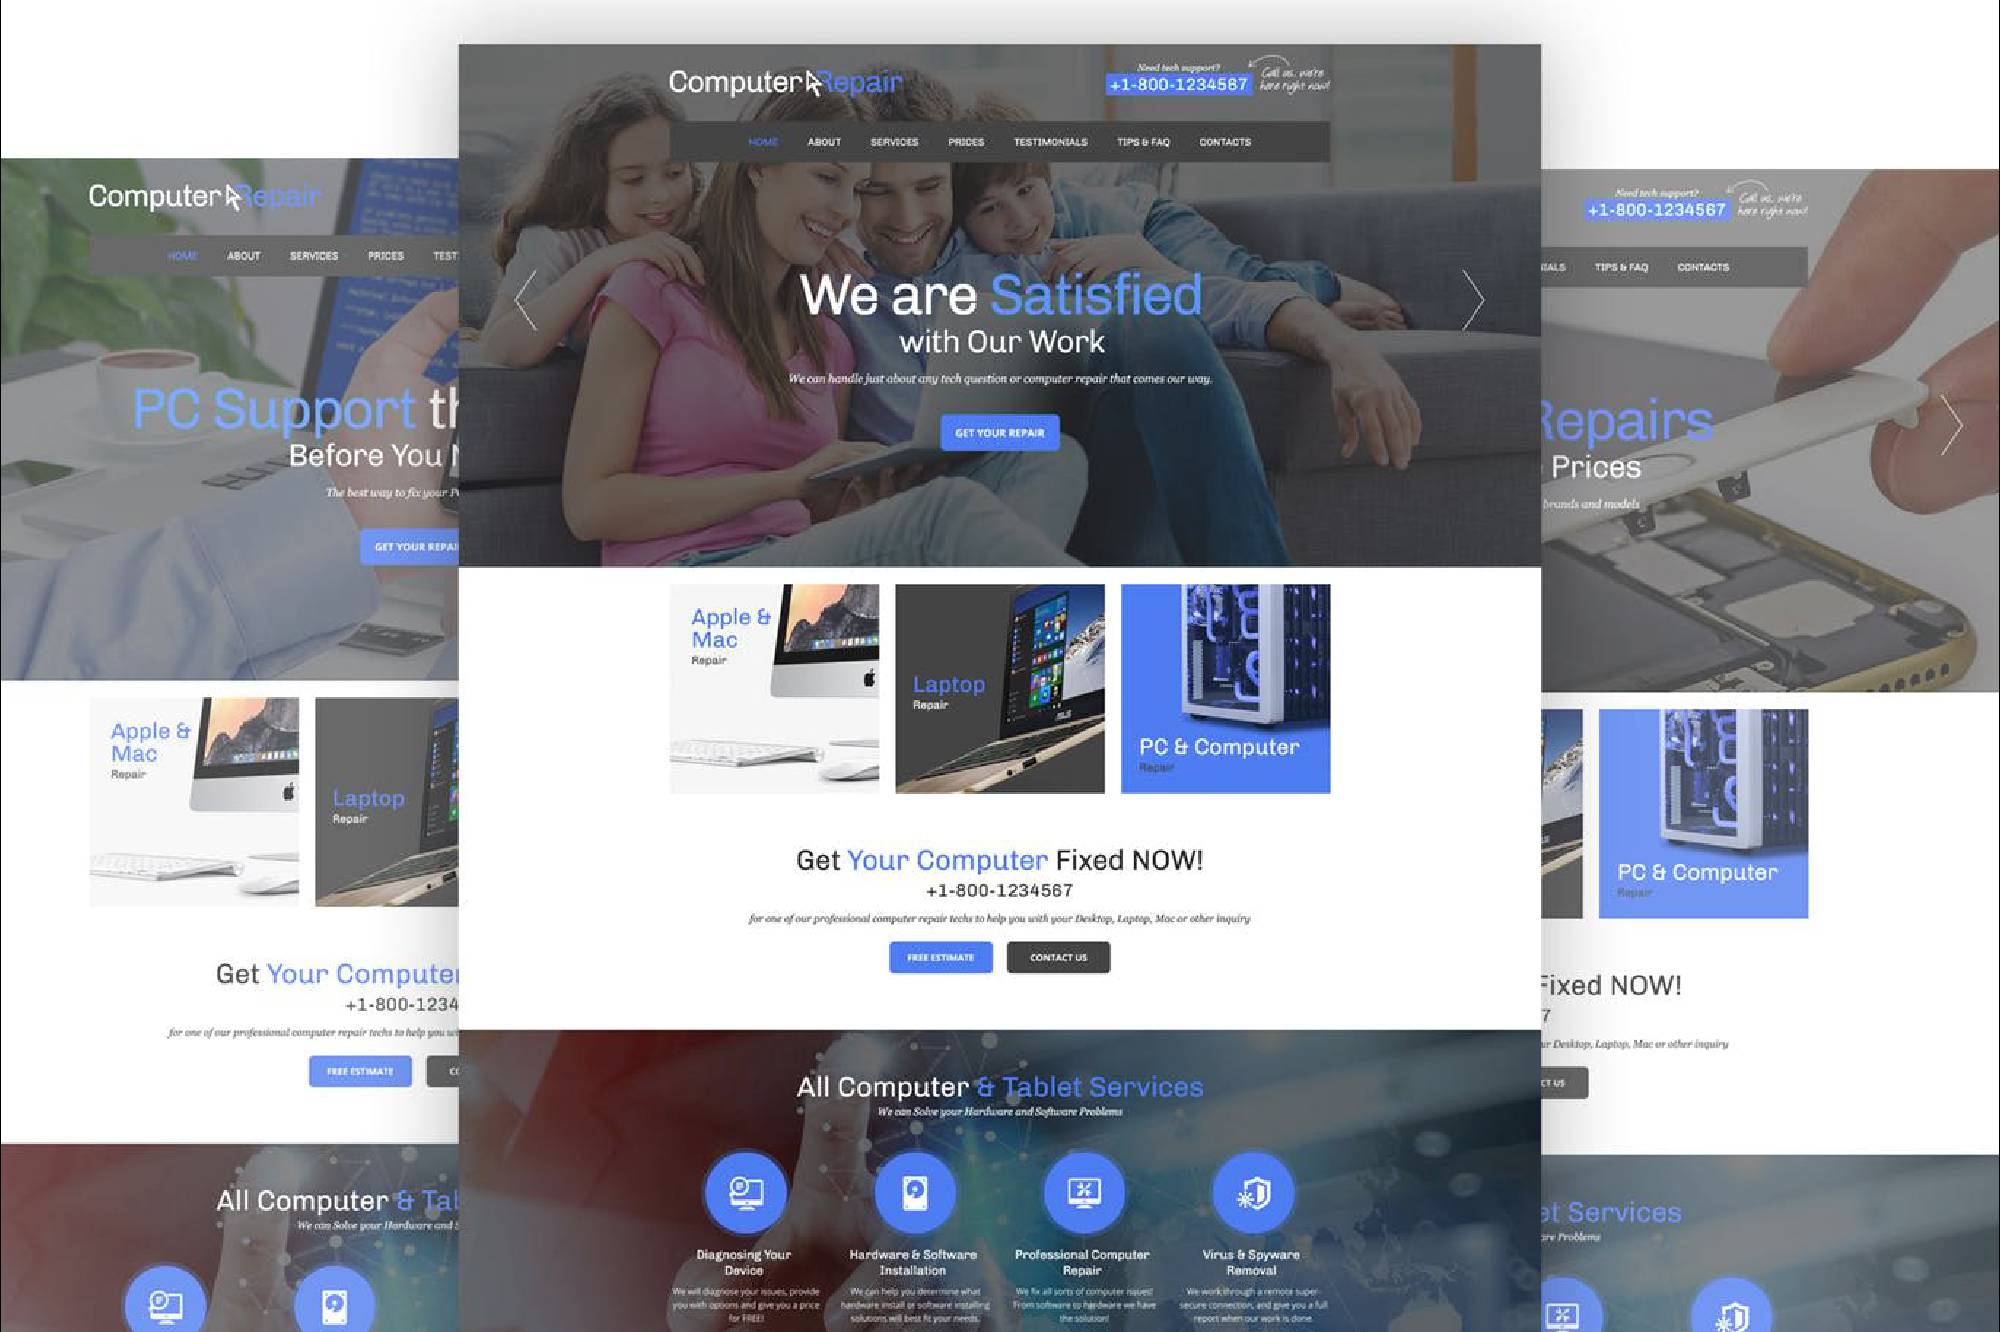 Computer Repair
Need tech support?
+1-800-1234567
Call us, we're
here right now!
HOME ABOUT SERVICES PRICES TESTIMONIALS TIPS & FAQ CONTACTS
We are Satisfied
with Our Work
We can handle just about any tech question or computer repair that comes our way.
GET YOUR REPAIR
Apple &
Mac
Repair
Laptop
Repair
ASUS
PC & Computer
Repair
Get Your Computer Fixed NOW!
+1-800-1234567
for one of our professional computer repair techs to help you with your Desktop, Laptop, Mac or other inquiry
FREE ESTIMATE
CONTACT US
All Computer & Tablet Services
We can Solve your Hardware and Software Problems
Diagnosing Your
Device
We will diagnose your issues, provide
you with options and give you a price
for FREE!
Hardware & Software
Installation
We can help you determine what
hardware install or software installing
solutions will best fit your needs.
Professional Computer
Repair
We fix all sorts of computer issues!
From software to hardware we have
the solution!
Virus & Spyware
Removal
We work through a remote super-
secure connection, and give you a full
report when our work is done.
Computer Repair
HOME ABOUT SERVICES PRICES TEST
PC Support th
Before You N
The best way to fix your P
GET YOUR REPAI
Apple &
Mac
Repair
Laptop
Repair
Get Your Computer
+1-800-1234
for one of our professional computer repair techs to help you wi
FREE ESTIMATE
CO
All Computer & Tab
We can Solve your Hardware and S
Need tech support?
+1-800-1234567
Call us, we're
here right now!
IALS TIPS & FAQ CONTACTS
Repairs
Prices
brands and models
PC & Computer
Repair
Fixed NOW!
7
ur Desktop, Laptop, Mac or other inquiry
CT US
et Services
are Problems